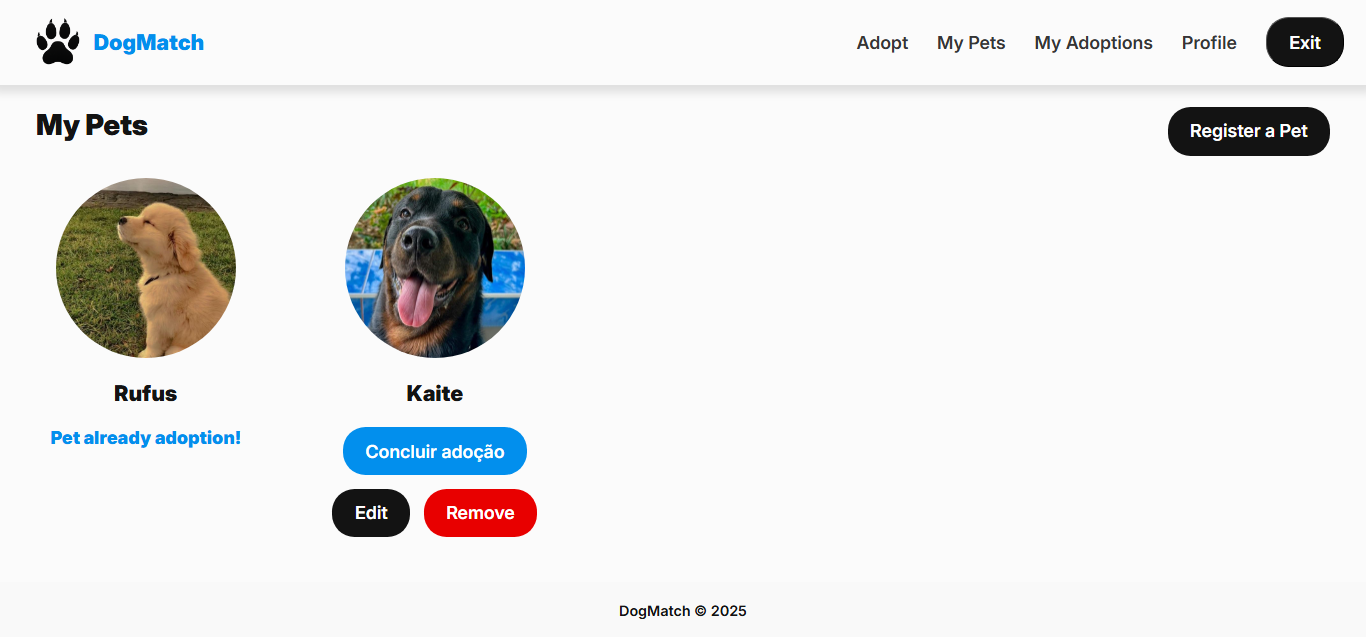 DogMatch
Adopt My Pets My Adoptions Profile Exit
My Pets
Register a Pet
Rufus
Pet already adoption!
Kaite
Concluir adoção
Edit Remove
DogMatch © 2025